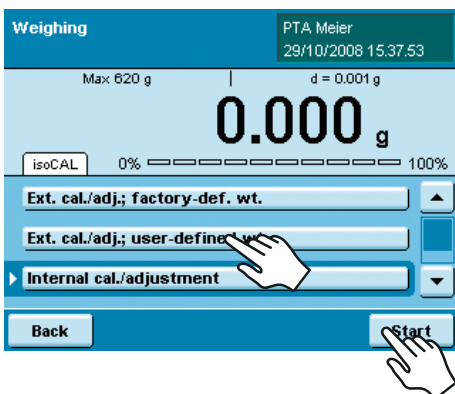 Weighing
PTA Meier
29/10/2008 15.37.53
Max 620 g
d = 0.001 g
0.000 g
isoCAL
0%
100%
Ext. cal./adj.; factory-def. wt.
Ext. cal./adj.; user-defined wt.
Internal cal./adjustment
Back
Start